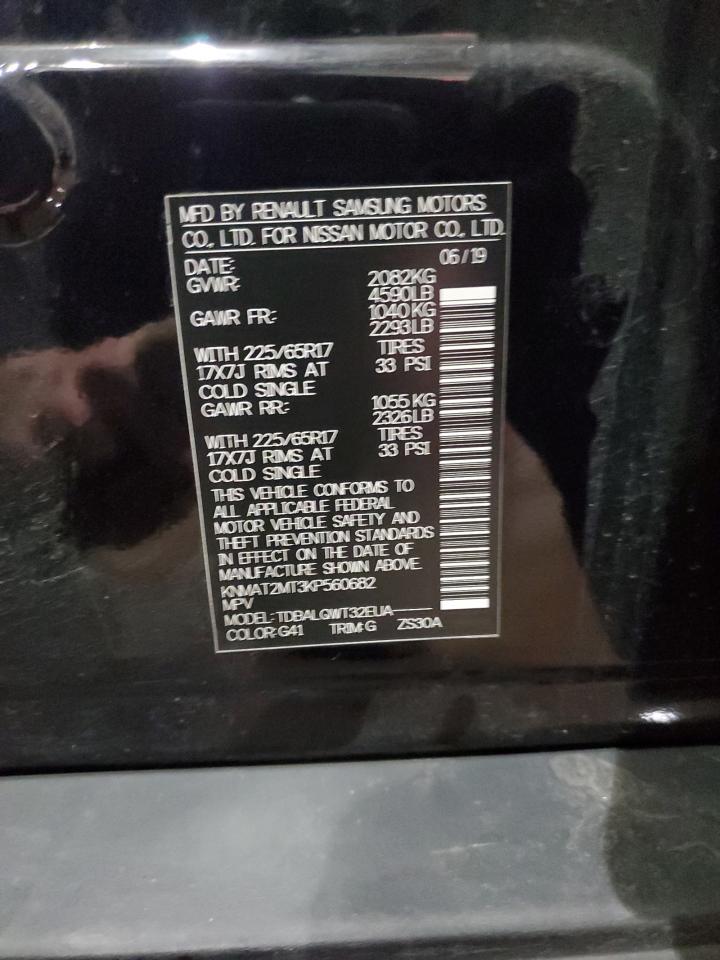 MFD BY RENAULT SAMSUNG MOTORS
CO., LTD. FOR NISSAN MOTOR CO., LTD.
DATE: 06/19
GVWR: 2082KG
4590LB
GAWR FR: 1040KG
2293LB
WITH 225/65R17 TIRES
17X7J RIMS AT 33 PSI
COLD SINGLE
GAWR RR: 1055KG
2326LB
WITH 225/65R17 TIRES
17X7J RIMS AT 33 PSI
COLD SINGLE
THIS VEHICLE CONFORMS TO
ALL APPLICABLE FEDERAL
MOTOR VEHICLE SAFETY AND
THEFT PREVENTION STANDARDS
IN EFFECT ON THE DATE OF
MANUFACTURE SHOWN ABOVE.
KNMAT2MT3KP560682
MPV
MODEL: TDBALQWT32EUA-----
COLOR:G41 TRIM:G ZS30A